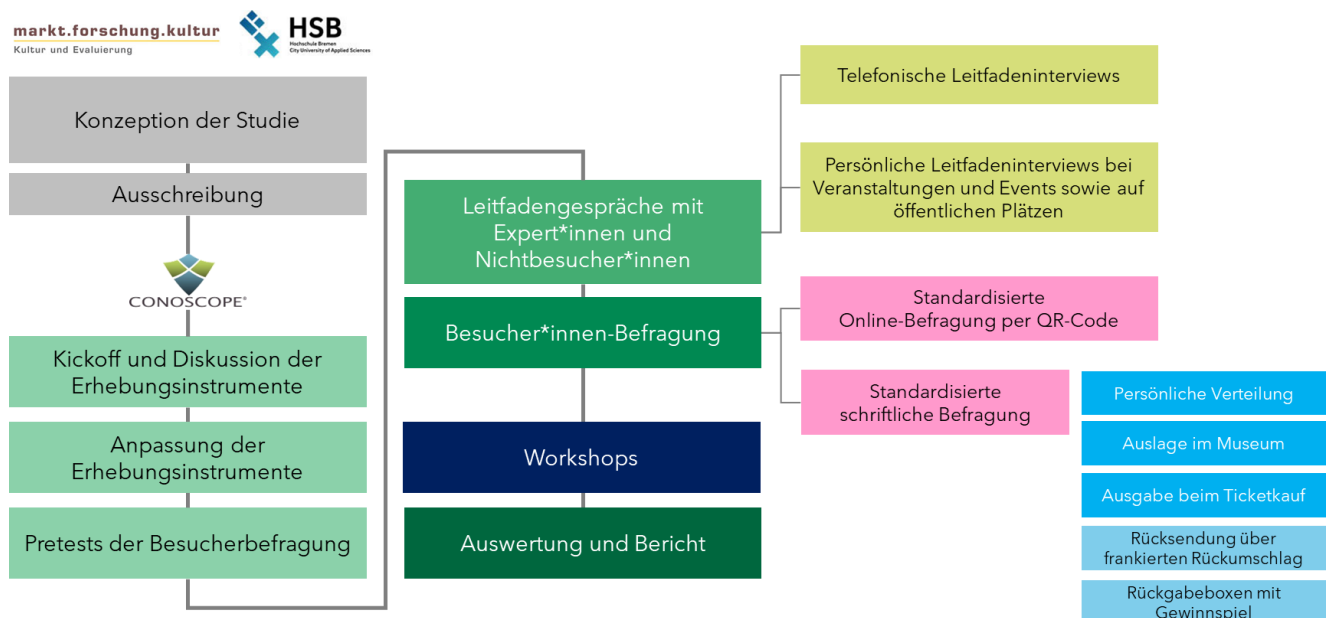 markt.forschung.kultur
Kultur und Evaluierung
HSB
Hochschule Bremen
City University of Applied Sciences
Konzeption der Studie
Ausschreibung
CONOSCOPE®
Kickoff und Diskussion der
Erhebungsinstrumente
Anpassung der
Erhebungsinstrumente
Pretests der Besucherbefragung
Leitfadengespräche mit
Expert*innen und
Nichtbesucher*innen
Besucher*innen-Befragung
Workshops
Auswertung und Bericht
Telefonische Leitfadeninterviews
Persönliche Leitfadeninterviews bei
Veranstaltungen und Events sowie auf
öffentlichen Plätzen
Standardisierte
Online-Befragung per QR-Code
Standardisierte
schriftliche Befragung
Persönliche Verteilung
Auslage im Museum
Ausgabe beim Ticketkauf
Rücksendung über
frankierten Rückumschlag
Rückgabeboxen mit
Gewinnspiel